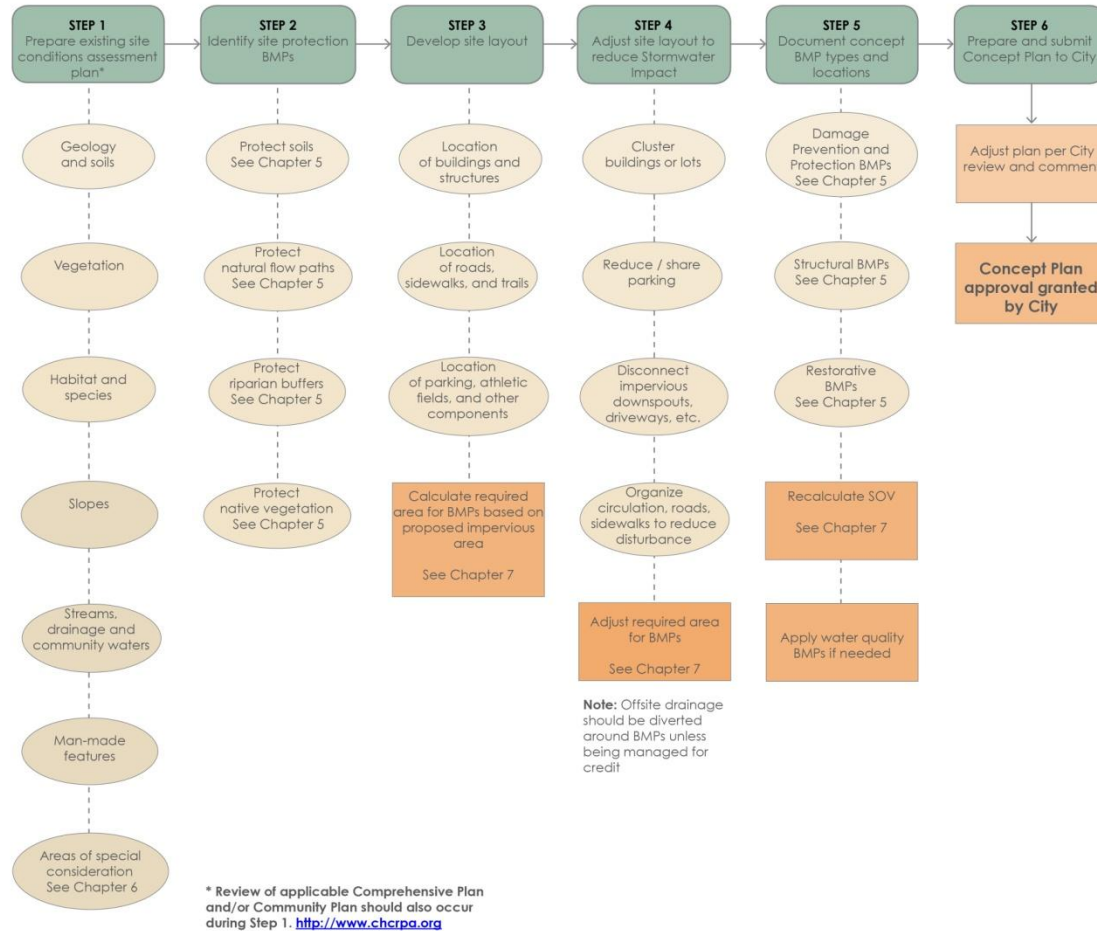 STEP 1
Prepare existing site
conditions assessment
plan*
STEP 2
Identify site protection
BMPs
STEP 3
Develop site layout
STEP 4
Adjust site layout to
reduce Stormwater
Impact
STEP 5
Document concept
BMP types and
locations
STEP 6
Prepare and submit
Concept Plan to City
Geology
and soils
Vegetation
Habitat and
species
Slopes
Streams,
drainage and
community waters
Man-made
features
Areas of special
consideration
See Chapter 6
Protect soils
See Chapter 5
Protect
natural flow paths
See Chapter 5
Protect
riparian buffers
See Chapter 5
Protect
native vegetation
See Chapter 5
Location
of buildings and
structures
Location
of roads,
sidewalks, and trails
Location
of parking, athletic
fields, and other
components
Calculate required
area for BMPs based on
proposed impervious
area
See Chapter 7
Cluster
buildings or lots
Reduce / share
parking
Disconnect
impervious
downspouts,
driveways, etc.
Organize
circulation, roads,
sidewalks to reduce
disturbance
Adjust required area
for BMPs
See Chapter 7
Note: Offsite drainage
should be diverted
around BMPs unless
being managed for
credit
Damage
Prevention and
Protection BMPs
See Chapter 5
Structural BMPs
See Chapter 5
Restorative
BMPs
See Chapter 5
Recalculate SOV
See Chapter 7
Apply water quality
BMPs if needed
Adjust plan per City
review and commen
Concept Plan
approval granted
by City
* Review of applicable Comprehensive Plan
and/or Community Plan should also occur
during Step 1. http://www.chcrpa.org